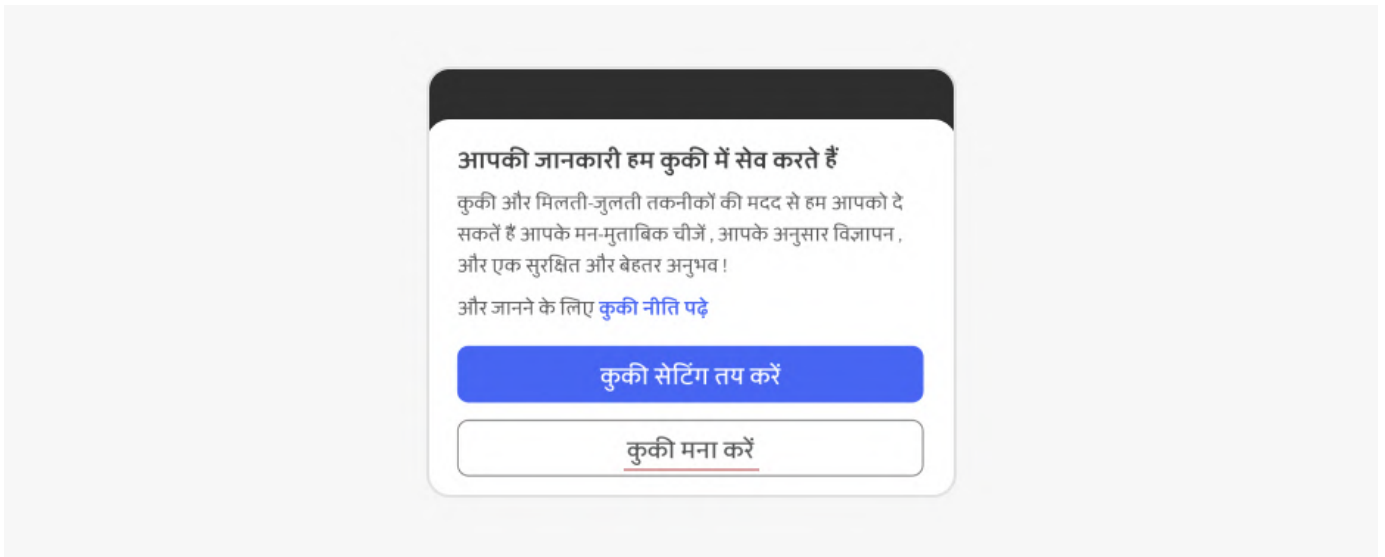 आपकी जानकारी हम कुकी में सेव करते हैं
कुकी और मिलती-जुलती तकनीकों की मदद से हम आपको दे
सकतें हैं आपके मन-मुताबिक चीजें , आपके अनुसार विज्ञापन ,
और एक सुरक्षित और बेहतर अनुभव !
और जानने के लिए कुकी नीति पढ़े
कुकी सेटिंग तय करें
कुकी मना करें